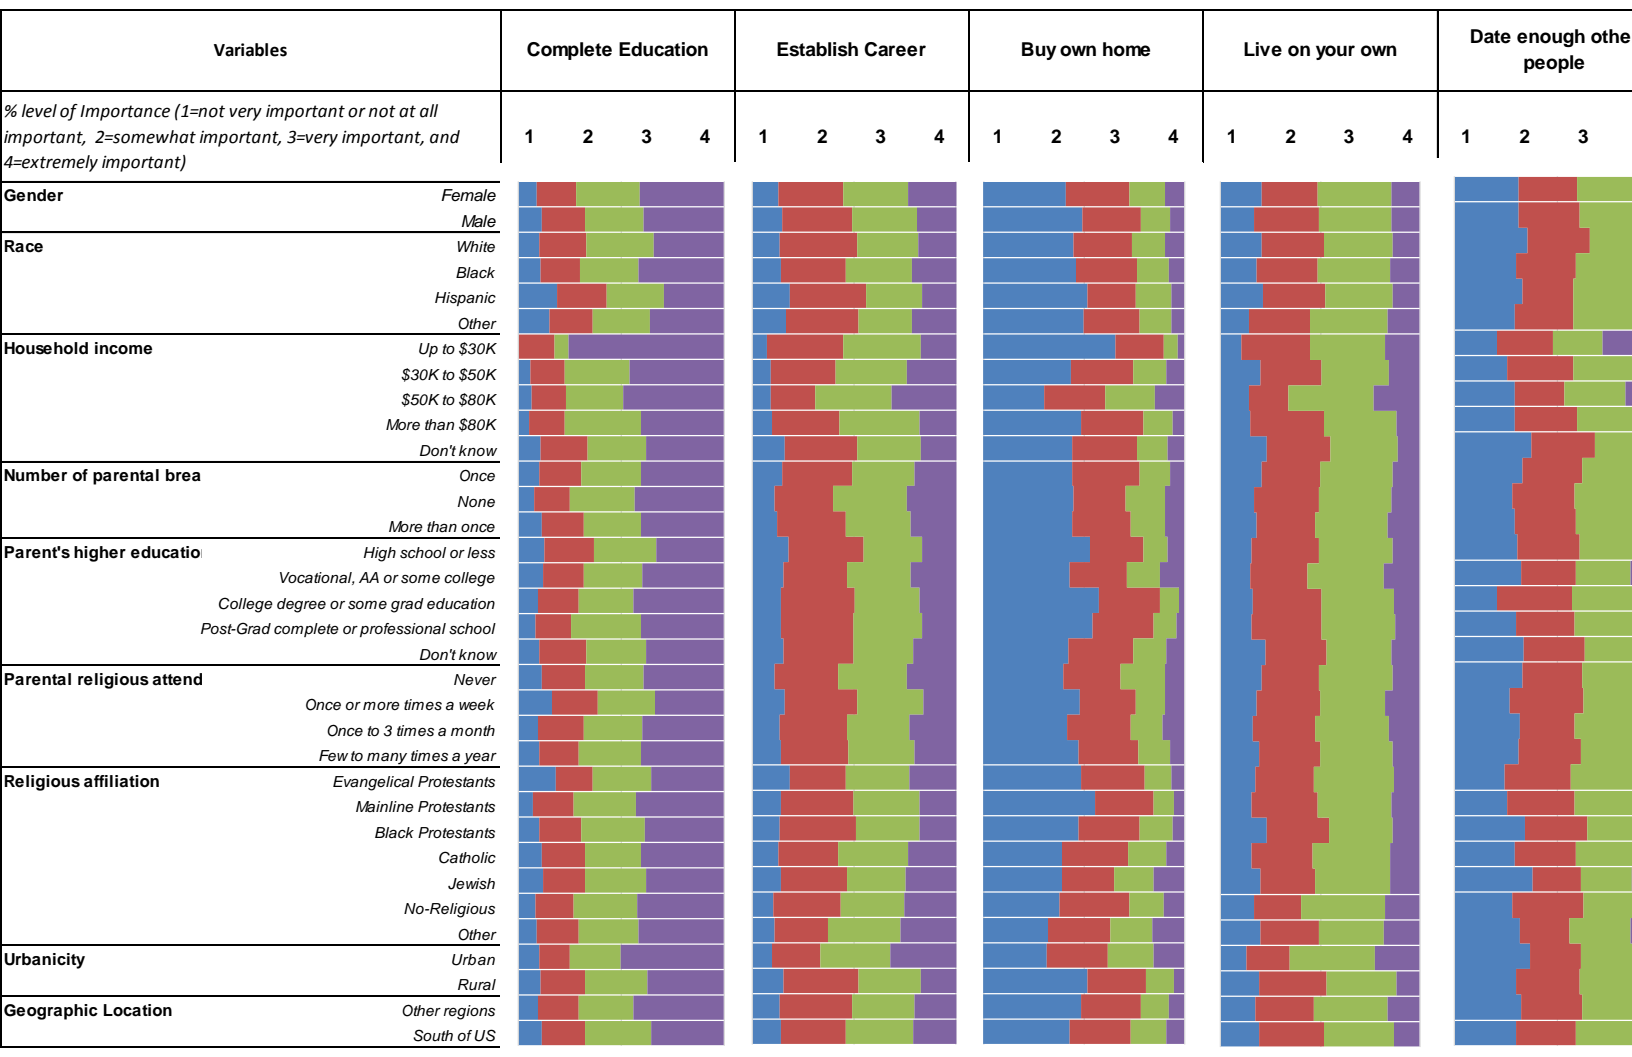 Variables Complete Education Establish Career Buy own home Live on your own Date enough othe
people
% level of Importance (1=not very important or not at all
important, 2=somewhat important, 3=very important, and
4=extremely important)
1 2 3 4 1 2 3 4 1 2 3 4 1 2 3 4 1 2 3
Gender Female
Male
Race White
Black
Hispanic
Other
Household income Up to $30K
$30K to $50K
$50K to $80K
More than $80K
Don't know
Number of parental brea Once
None
More than once
Parent's higher educatio High school or less
Vocational, AA or some college
College degree or some grad education
Post-Grad complete or professional school
Don't know
Parental religious attend Never
Once or more times a week
Once to 3 times a month
Few to many times a year
Religious affiliation Evangelical Protestants
Mainline Protestants
Black Protestants
Catholic
Jewish
No-Religious
Other
Urbanicity Urban
Rural
Geographic Location Other regions
South of US